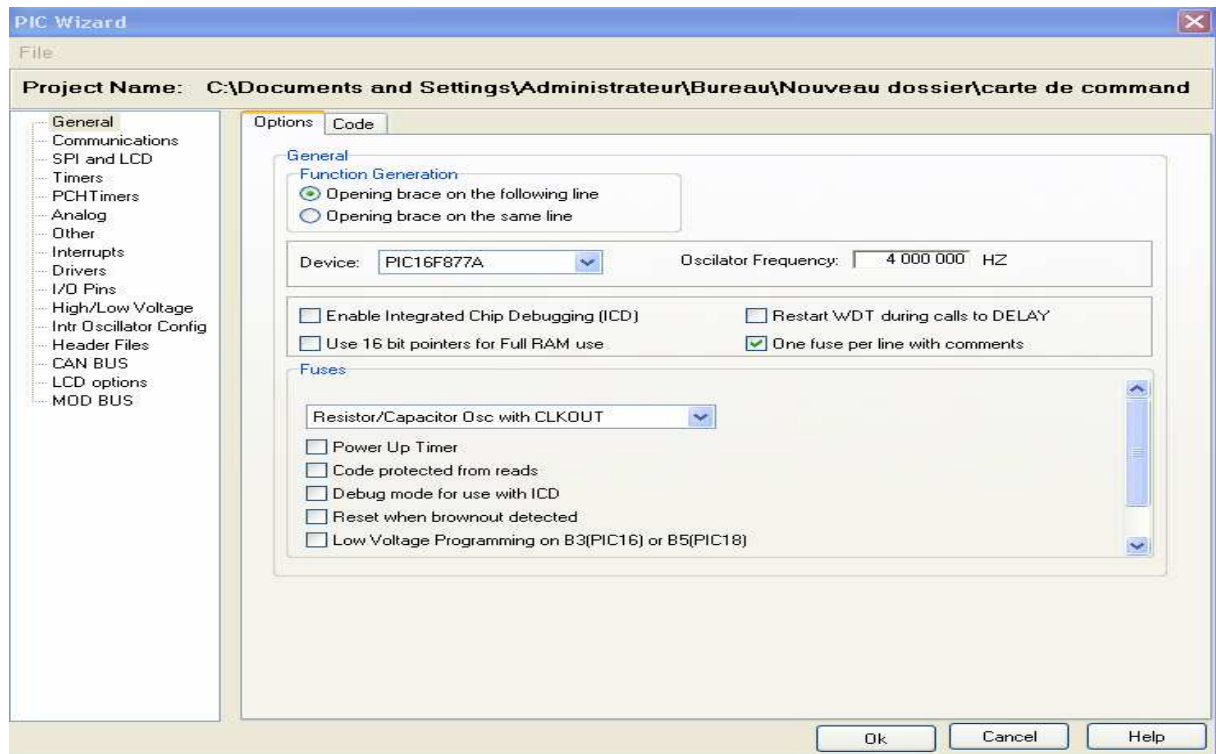 PIC Wizard
File
Project Name: C:\Documents and Settings\Administrateur\Bureau\Nouveau dossier\carte de command
General
Communications
SPI and LCD
Timers
PCHTimers
Analog
Other
Interrupts
Drivers
I/O Pins
High/Low Voltage
Intr Oscillator Config
Header Files
CAN BUS
LCD options
MOD BUS
Options
Code
General
Function Generation
Opening brace on the following line
Opening brace on the same line
Device: PIC16F877A
Oscilator Frequency: 4 000 000 HZ
Enable Integrated Chip Debugging (ICD)
Restart WDT during calls to DELAY
Use 16 bit pointers for Full RAM use
One fuse per line with comments
Fuses
Resistor/Capacitor Osc with CLKOUT
Power Up Timer
Code protected from reads
Debug mode for use with ICD
Reset when brownout detected
Low Voltage Programming on B3(PIC16) or B5(PIC18)
Ok
Cancel
Help